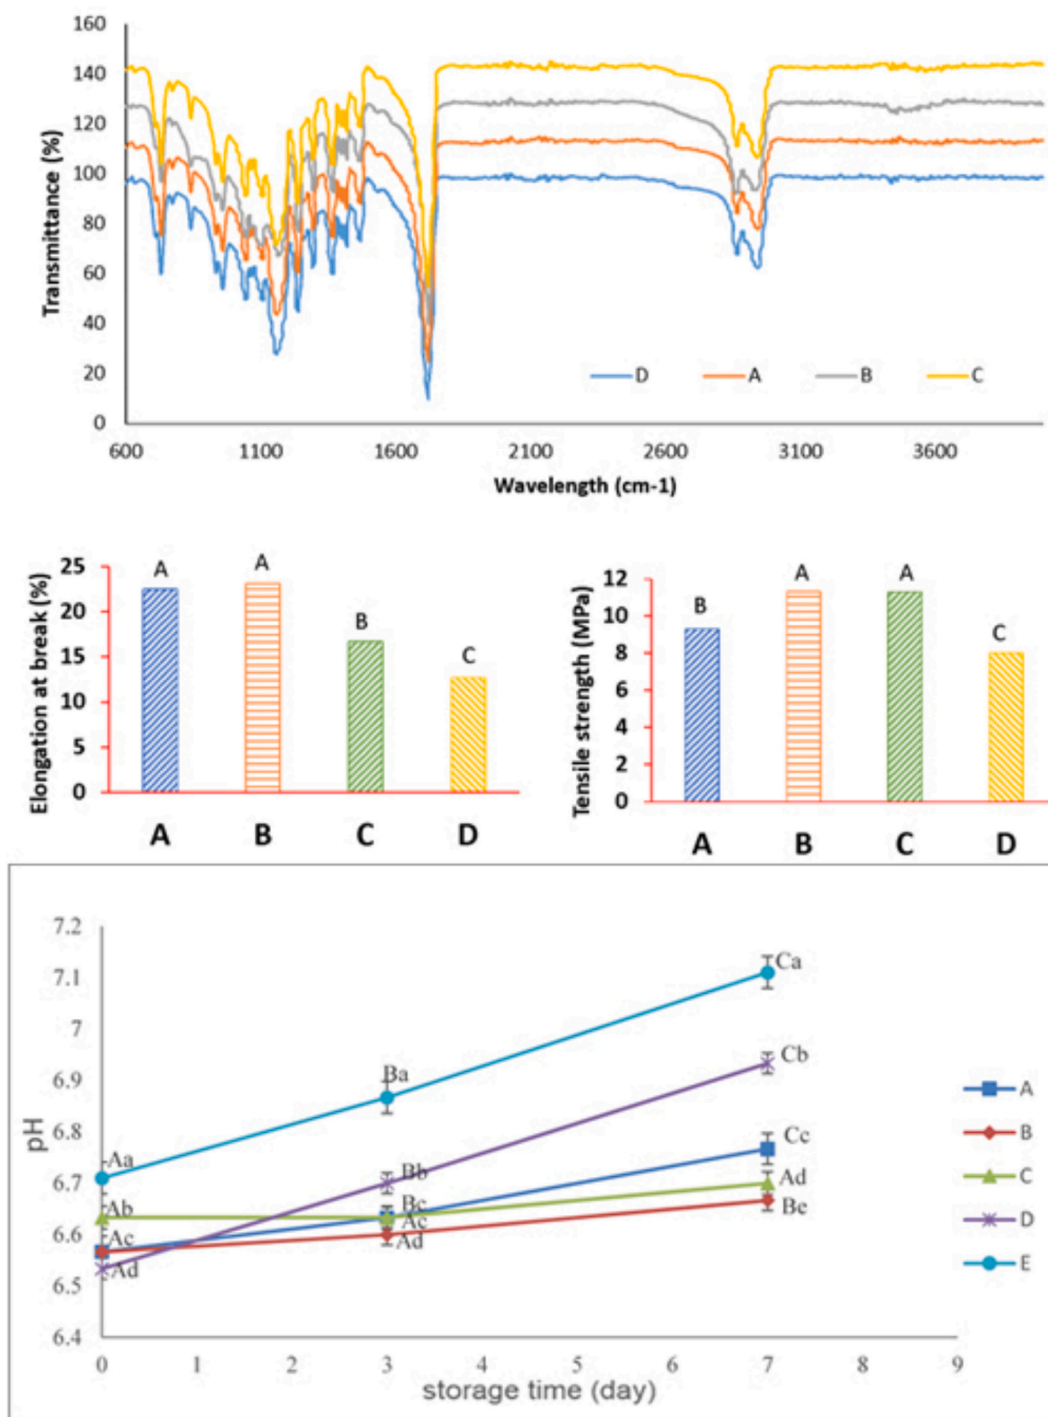 160
140
120
100
80
60
40
20
0
Transmittance (%)
D A B C
600 1100 1600 2100 2600 3100 3600
Wavelength (cm-1)
25
20
15
10
5
0
Elongation at break (%)
A A B C
A B C D
12
10
8
6
4
2
0
Tensile strength (MPa)
B A A C
A B C D
7.2
7.1
7
6.9
6.8
6.7
6.6
6.5
6.4
pH
Aa
Ab
Ac
Ad
Ba
Bb
Bc
Ac
Ad
Ca
Cb
Cc
Ad
Be
A
B
C
D
E
0 1 2 3 4 5 6 7 8 9
storage time (day)